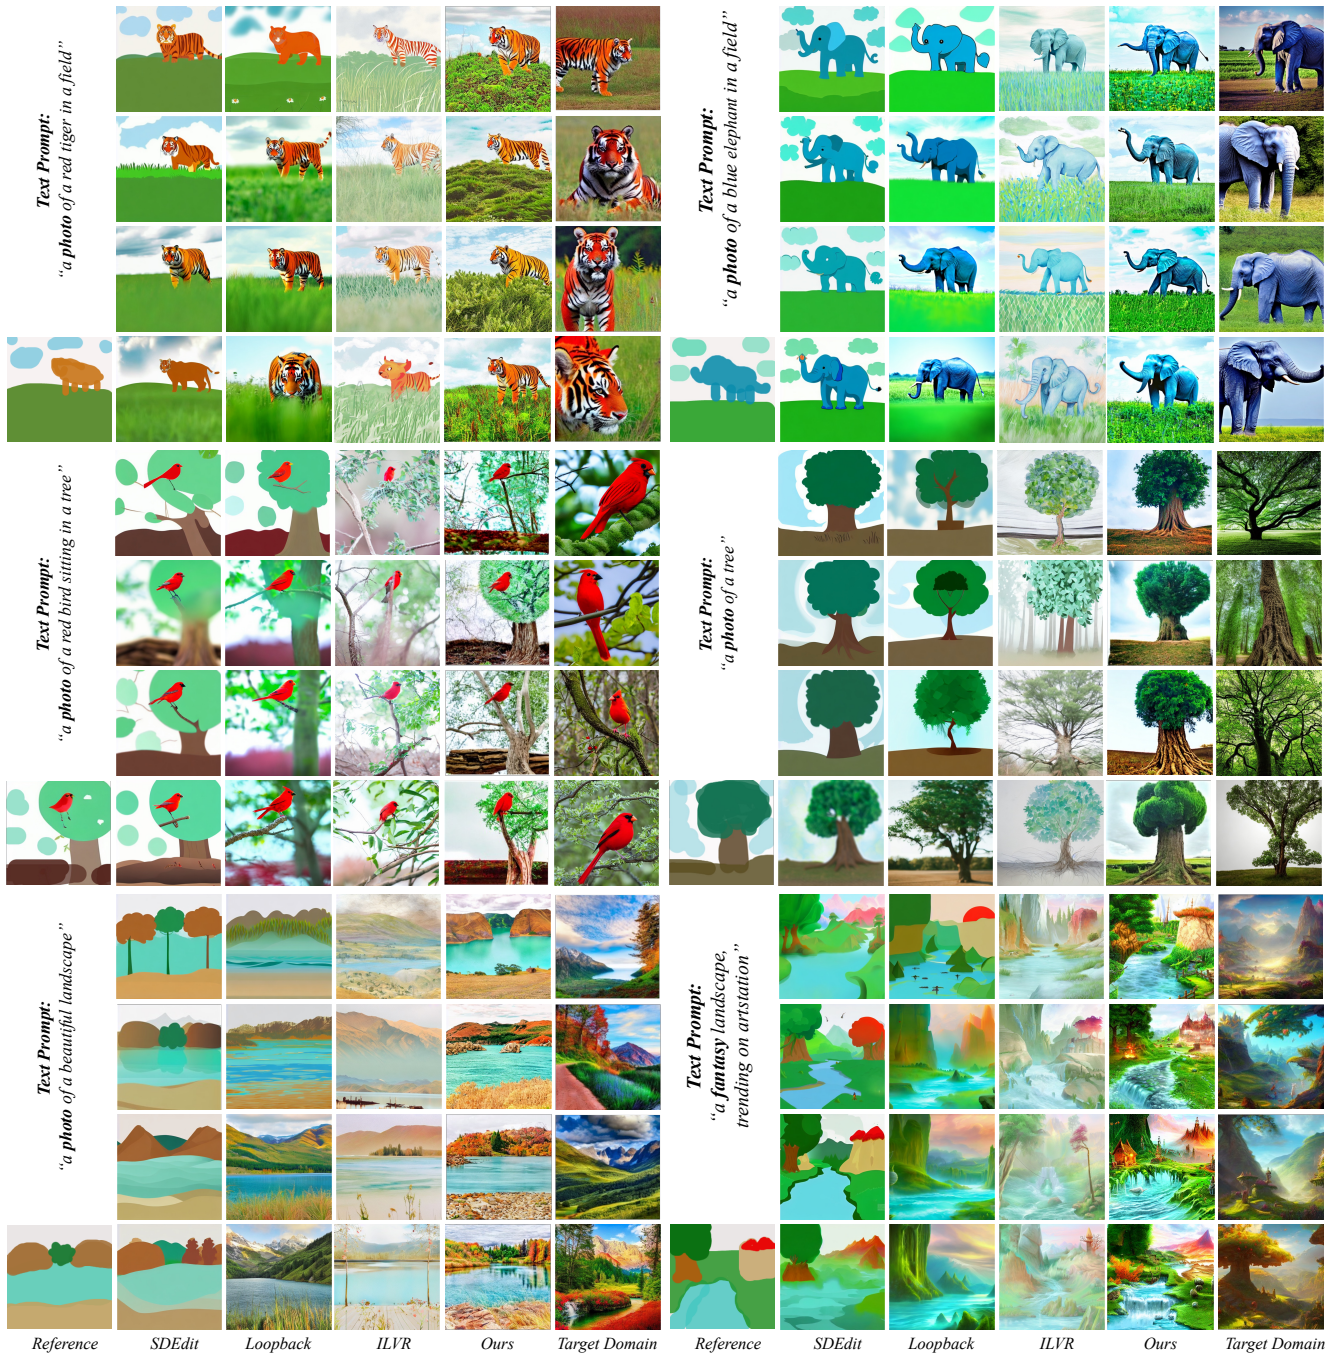 Text Prompt:
“a photo of a red tiger in a field”
Text Prompt:
“a photo of a blue elephant in a field”
Text Prompt:
“a photo of a red bird sitting in a tree”
Text Prompt:
“a photo of a tree”
Text Prompt:
“a photo of a beautiful landscape”
Text Prompt:
“a fantasy landscape,
trending on artstation”
Reference SDEdit Loopback ILVR Ours Target Domain Reference SDEdit Loopback ILVR Ours Target Domain